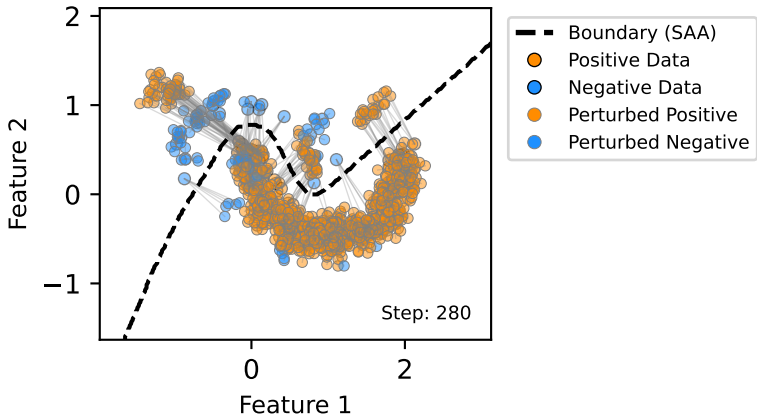 2
1
0
−1
0
2
Feature 2
Feature 1
Step: 280
Boundary (SAA)
Positive Data
Negative Data
Perturbed Positive
Perturbed Negative